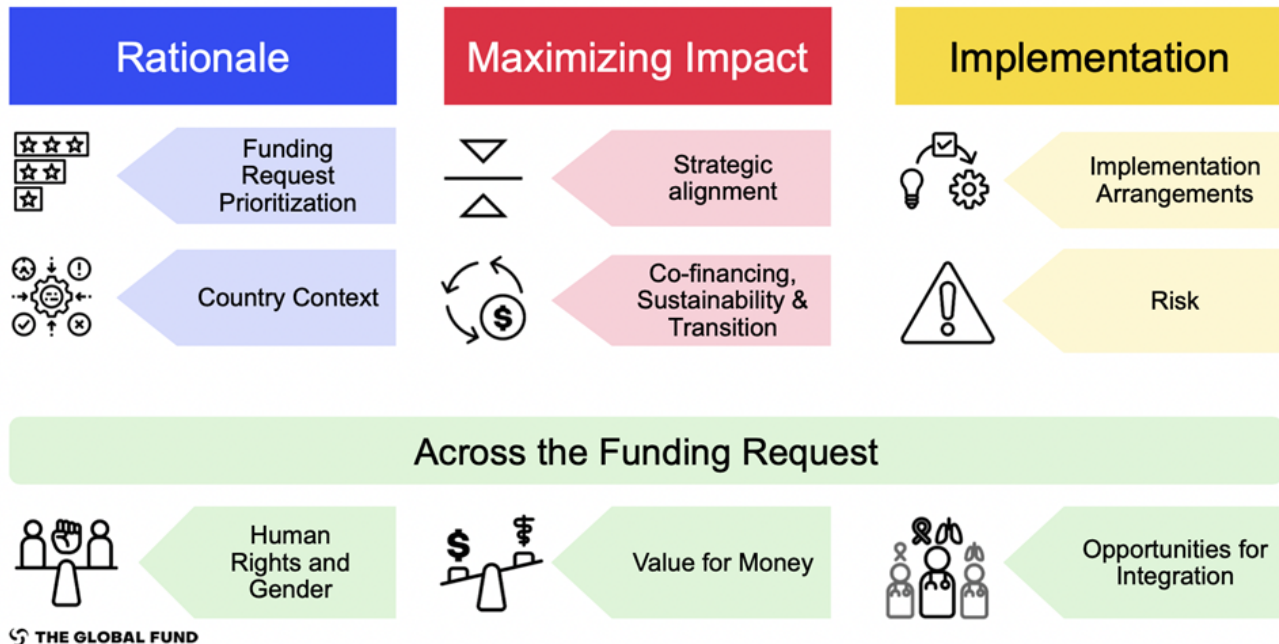 Rationale
Maximizing Impact
Implementation
Funding
Request
Prioritization
Strategic
alignment
Implementation
Arrangements
Country Context
Co-financing,
Sustainability &
Transition
Risk
Across the Funding Request
Human
Rights and
Gender
Value for Money
Opportunities for
Integration
THE GLOBAL FUND